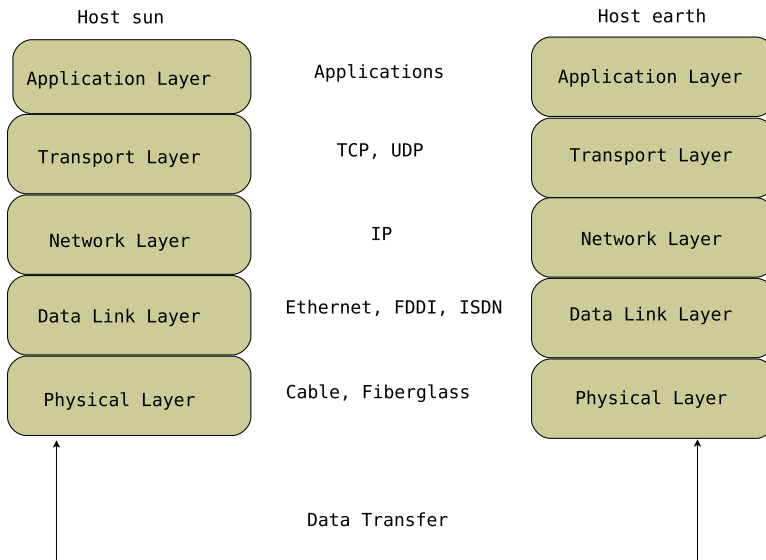 Host sun
Host earth
Application Layer
Applications
Application Layer
Transport Layer
TCP, UDP
Transport Layer
Network Layer
IP
Network Layer
Data Link Layer
Ethernet, FDDI, ISDN
Data Link Layer
Physical Layer
Cable, Fiberglass
Physical Layer
Data Transfer